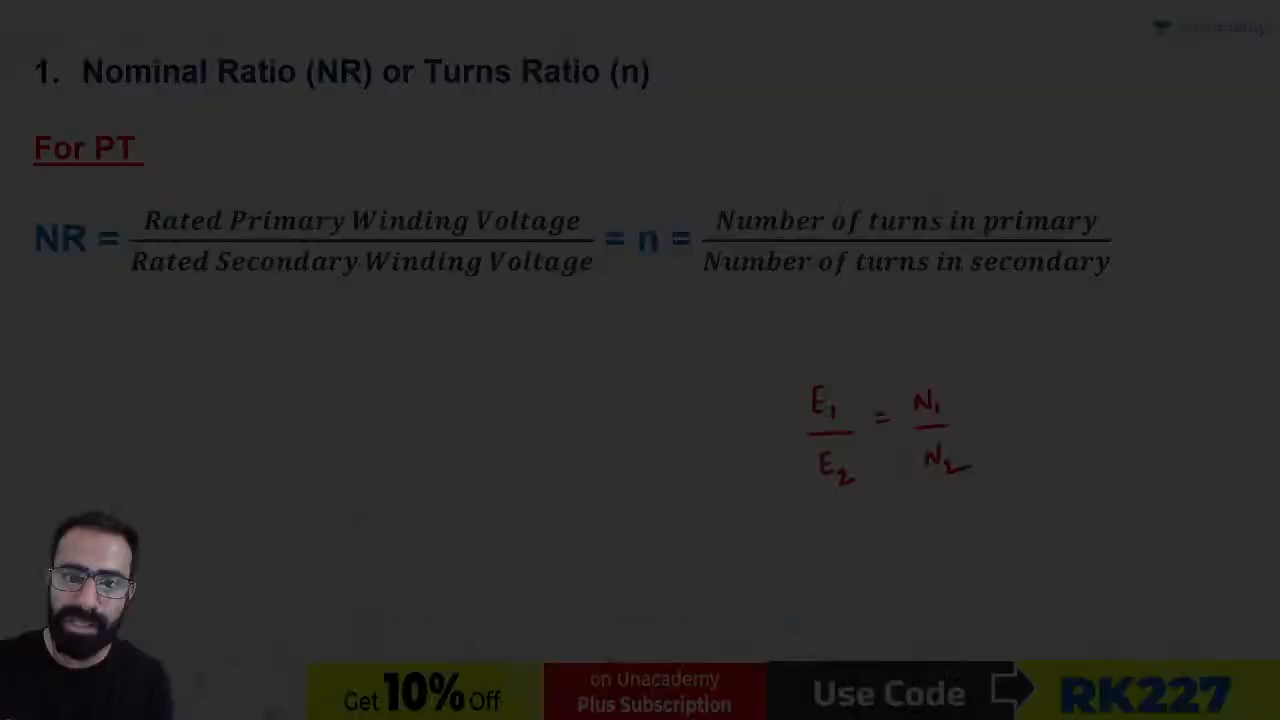 1. Nominal Ratio (NR) or Turns Ratio (n)
For PT
NR = Rated Primary Winding Voltage / Rated Secondary Winding Voltage = n = Number of turns in primary / Number of turns in secondary
E1 / E2 = N1 / N2
Get 10% Off
on Unacademy
Plus Subscription
Use Code
RK227